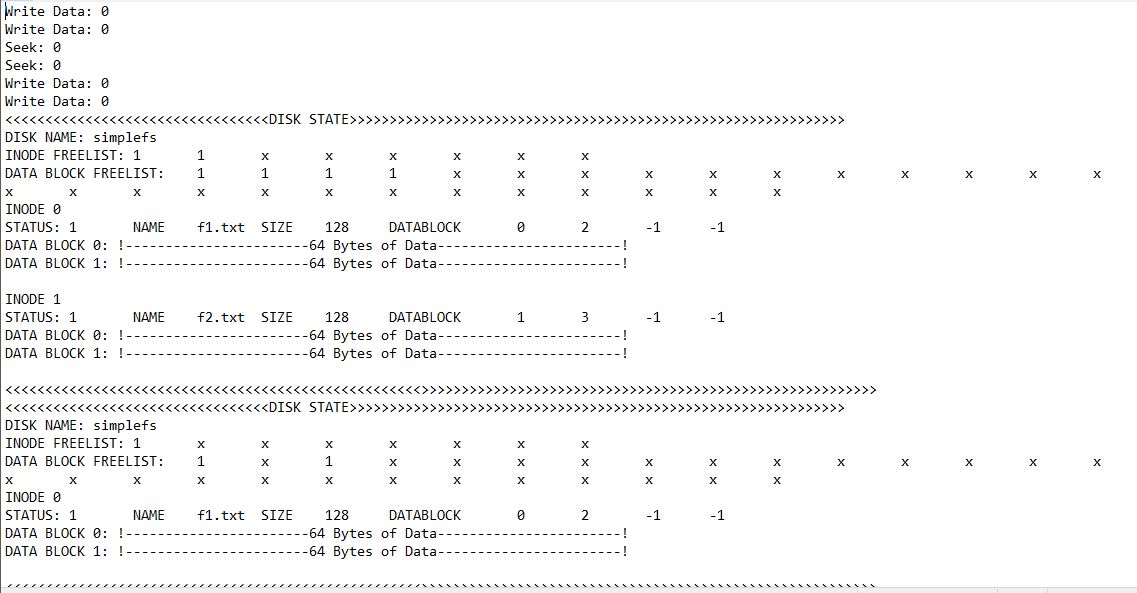 Write Data: 0
Write Data: 0
Seek: 0
Seek: 0
Write Data: 0
Write Data: 0
<<<<<<<<<<<<<<<<<<<<<<<<<<<<<<<<<DISK STATE>>>>>>>>>>>>>>>>>>>>>>>>>>>>>>>>>>>>>>>>>>>>>>>>>>>>>>>>>>>>>>
DISK NAME: simplefs
INODE FREELIST: 1	1	x	x	x	x	x	x
DATA BLOCK FREELIST:	1	1	1	1	x	x	x	x	x	x	x	x	x	x	x
x	x	x	x	x	x	x	x	x	x	x	x	x
INODE 0
STATUS: 1	NAME	f1.txt	SIZE	128	DATABLOCK	0	2	-1	-1
DATA BLOCK 0: !-----------------------64 Bytes of Data-----------------------!
DATA BLOCK 1: !-----------------------64 Bytes of Data-----------------------!

INODE 1
STATUS: 1	NAME	f2.txt	SIZE	128	DATABLOCK	1	3	-1	-1
DATA BLOCK 0: !-----------------------64 Bytes of Data-----------------------!
DATA BLOCK 1: !-----------------------64 Bytes of Data-----------------------!

<<<<<<<<<<<<<<<<<<<<<<<<<<<<<<<<<<<<<<<<<<<<<<<<<<<<>>>>>>>>>>>>>>>>>>>>>>>>>>>>>>>>>>>>>>>>>>>>>>>>>>>>>>>>>
<<<<<<<<<<<<<<<<<<<<<<<<<<<<<<<<<DISK STATE>>>>>>>>>>>>>>>>>>>>>>>>>>>>>>>>>>>>>>>>>>>>>>>>>>>>>>>>>>>>>>
DISK NAME: simplefs
INODE FREELIST: 1	x	x	x	x	x	x	x
DATA BLOCK FREELIST:	1	x	1	x	x	x	x	x	x	x	x	x	x	x	x
x	x	x	x	x	x	x	x	x	x	x	x	x
INODE 0
STATUS: 1	NAME	f1.txt	SIZE	128	DATABLOCK	0	2	-1	-1
DATA BLOCK 0: !-----------------------64 Bytes of Data-----------------------!
DATA BLOCK 1: !-----------------------64 Bytes of Data-----------------------!